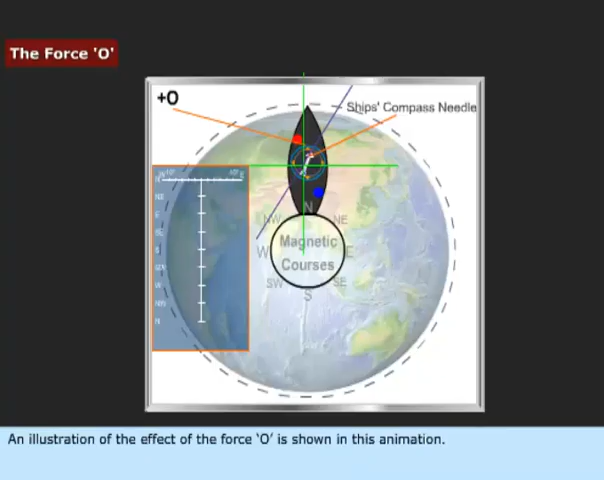 The Force 'O'
+O
Ships' Compass Needle
N
NW
NE
W
Magnetic
Courses
E
SW
SE
S
An illustration of the effect of the force 'O' is shown in this animation.